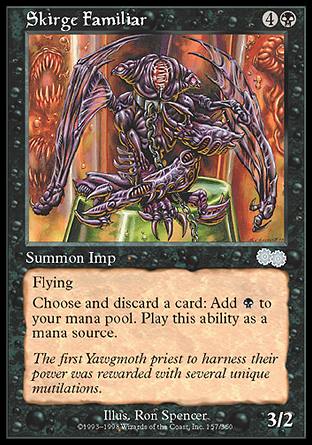 Skirge Familiar 4
Summon Imp
Flying
Choose and discard a card: Add to
your mana pool. Play this ability as a
mana source.
The first Yawgmoth priest to harness their
power was rewarded with several unique
mutilations.
Illus. Ron Spencer
©1993–1998 Wizards of the Coast, Inc. 157/350
3/2